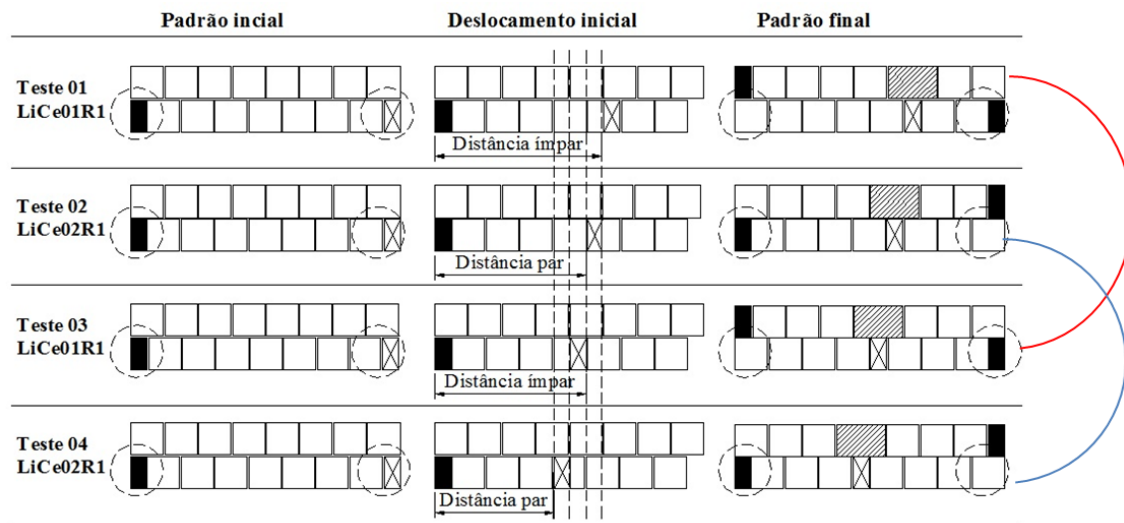 Padrão incial
Deslocamento inicial
Padrão final
Teste 01
LiCe01R1
Distância ímpar
Teste 02
LiCe02R1
Distância par
Teste 03
LiCe01R1
Distância ímpar
Teste 04
LiCe02R1
Distância par